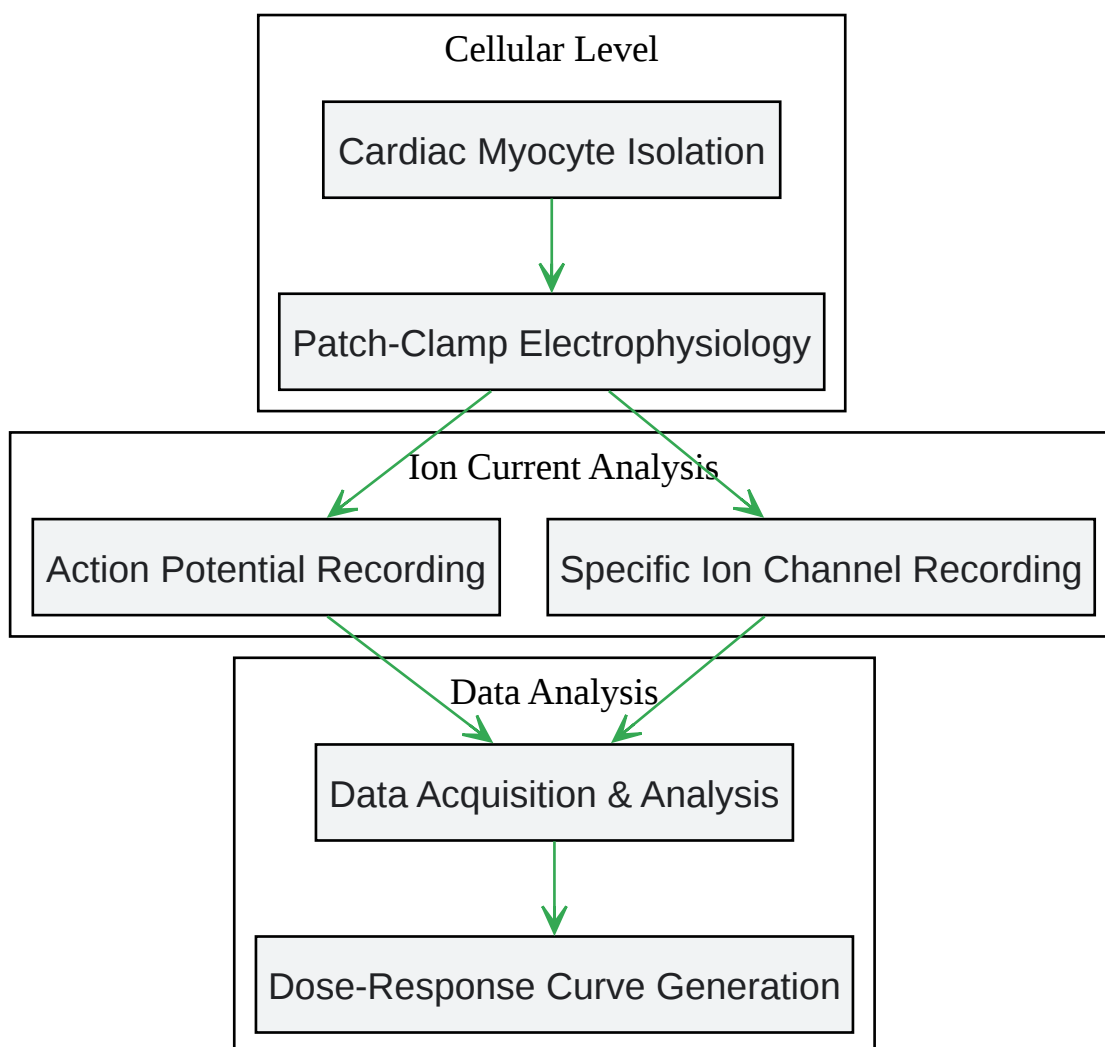 Cellular Level
Cardiac Myocyte Isolation
Patch-Clamp Electrophysiology
Ion Current Analysis
Action Potential Recording
Specific Ion Channel Recording
Data Analysis
Data Acquisition & Analysis
Dose-Response Curve Generation